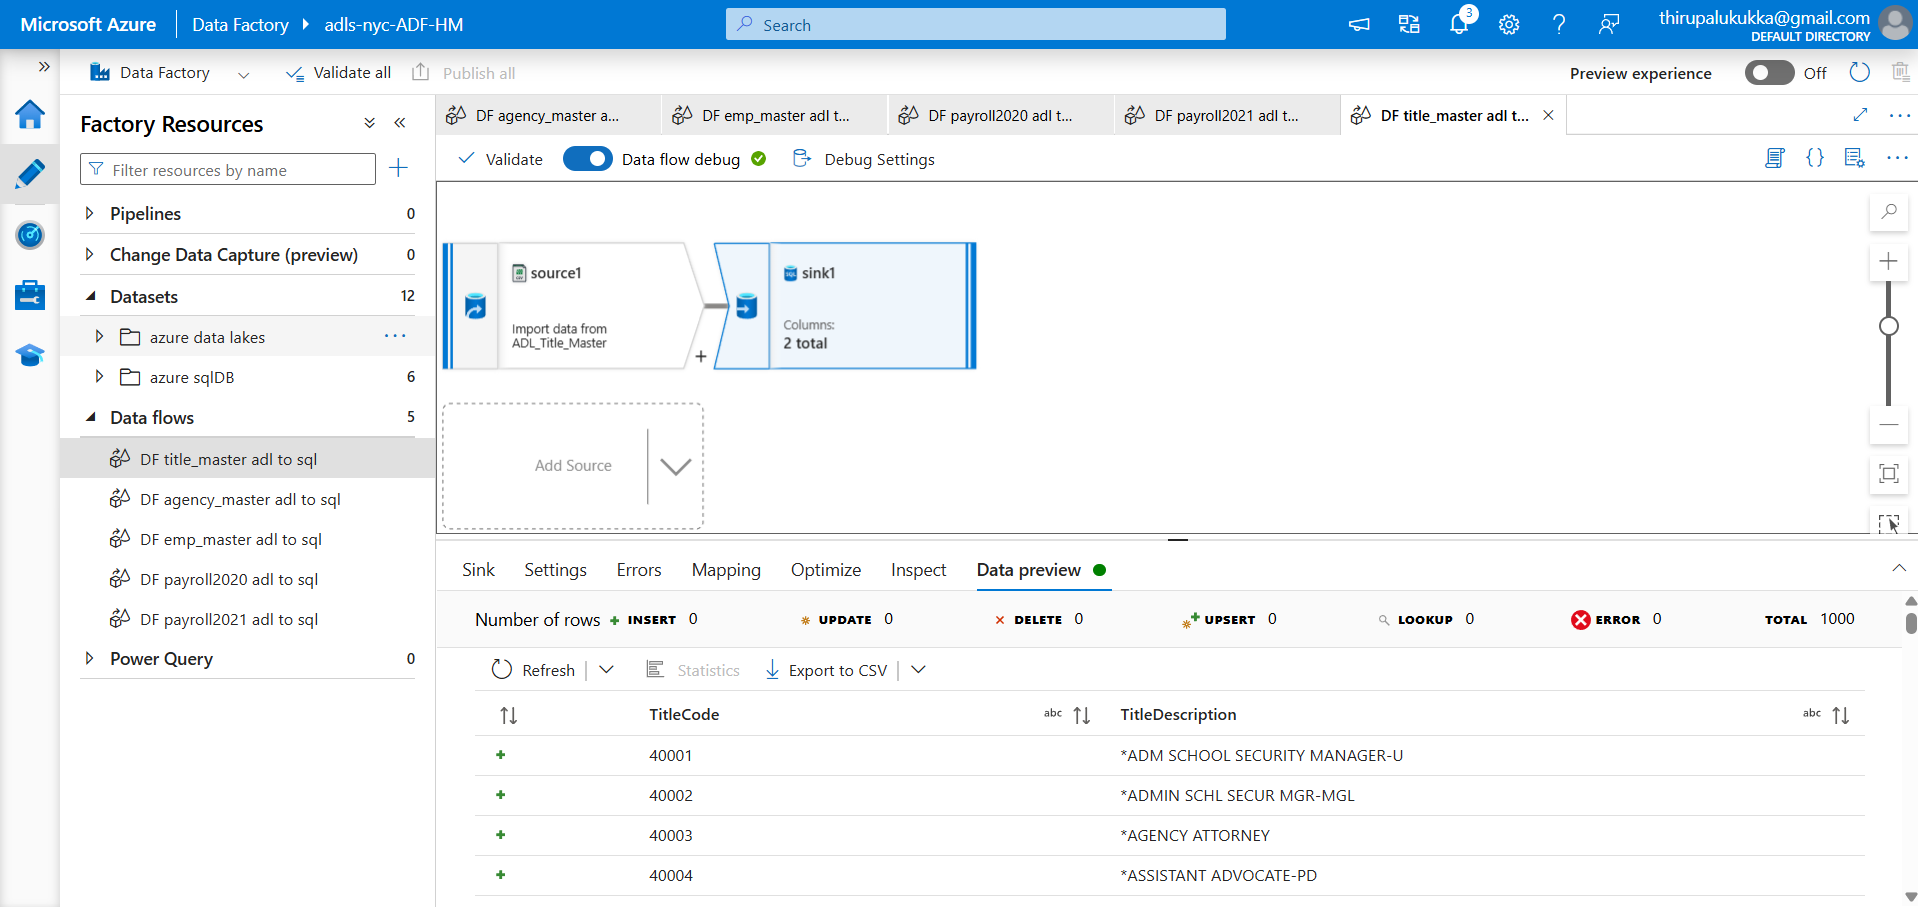 Microsoft Azure
Data Factory
adls-nyc-ADF-HM
Search
3
thirupalukukka@gmail.com
DEFAULT DIRECTORY
Data Factory
Validate all
Publish all
Preview experience
Off
Factory Resources
Filter resources by name
Pipelines 0
Change Data Capture (preview) 0
Datasets 12
azure data lakes
azure sqlDB 6
Data flows 5
DF title_master adl to sql
DF agency_master adl to sql
DF emp_master adl to sql
DF payroll2020 adl to sql
DF payroll2021 adl to sql
Power Query 0
DF agency_master a...
DF emp_master adl t...
DF payroll2020 adl t...
DF payroll2021 adl t...
DF title_master adl t...
Validate
Data flow debug
Debug Settings
source1
Import data from
ADL_Title_Master
sink1
Columns:
2 total
Add Source
Sink Settings Errors Mapping Optimize Inspect Data preview
Number of rows INSERT 0 UPDATE 0 DELETE 0 UPSERT 0 LOOKUP 0 ERROR 0 TOTAL 1000
Refresh Statistics Export to CSV
TitleCode abc TitleDescription abc
40001 *ADM SCHOOL SECURITY MANAGER-U
40002 *ADMIN SCHL SECUR MGR-MGL
40003 *AGENCY ATTORNEY
40004 *ASSISTANT ADVOCATE-PD